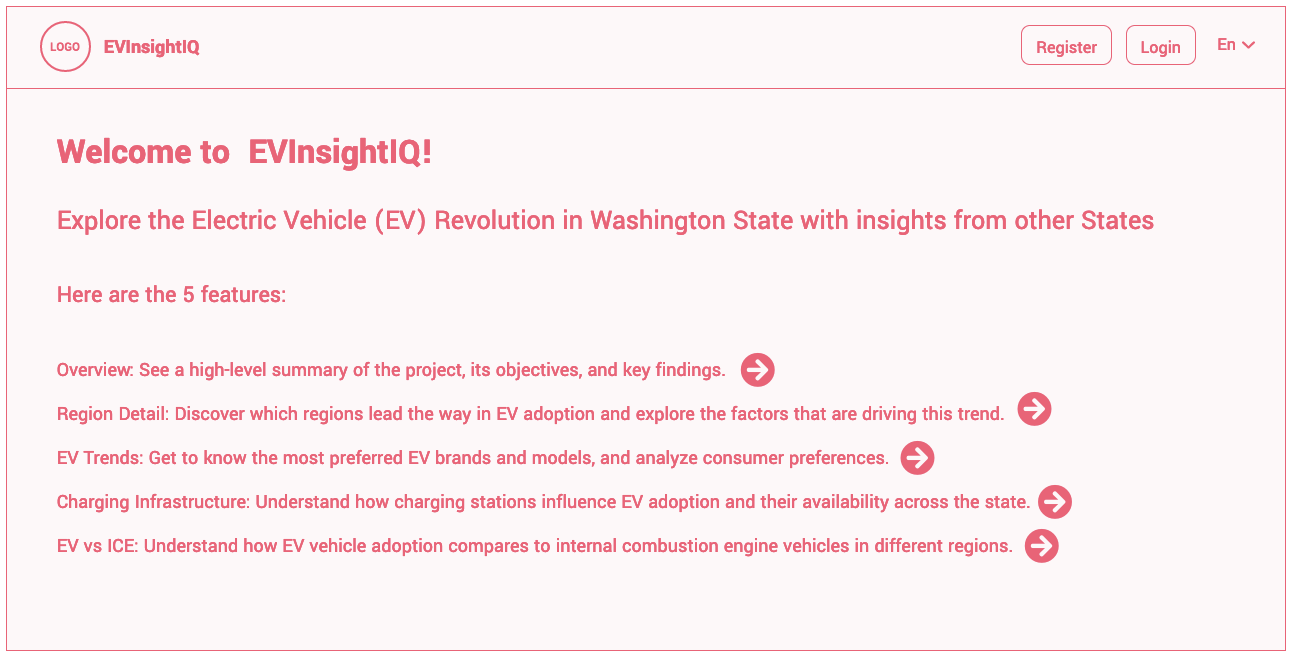 LOGO EVInsightIQ Register Login En
Welcome to EVInsightIQ!
Explore the Electric Vehicle (EV) Revolution in Washington State with insights from other States
Here are the 5 features:
Overview: See a high-level summary of the project, its objectives, and key findings.
Region Detail: Discover which regions lead the way in EV adoption and explore the factors that are driving this trend.
EV Trends: Get to know the most preferred EV brands and models, and analyze consumer preferences.
Charging Infrastructure: Understand how charging stations influence EV adoption and their availability across the state.
EV vs ICE: Understand how EV vehicle adoption compares to internal combustion engine vehicles in different regions.